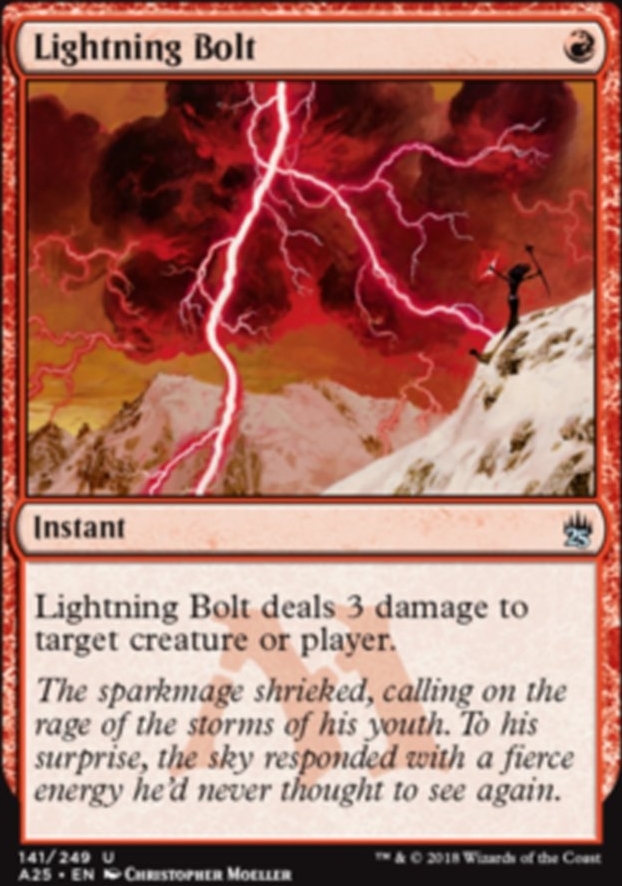 Lightning Bolt
Instant
25
Lightning Bolt deals 3 damage to
target creature or player.
The sparkmage shrieked, calling on the
rage of the storms of his youth. To his
surprise, the sky responded with a fierce
energy he'd never thought to see again.
141/249 U
™ & © 2018 Wizards of the Coast
A25 • EN Christopher Moeller